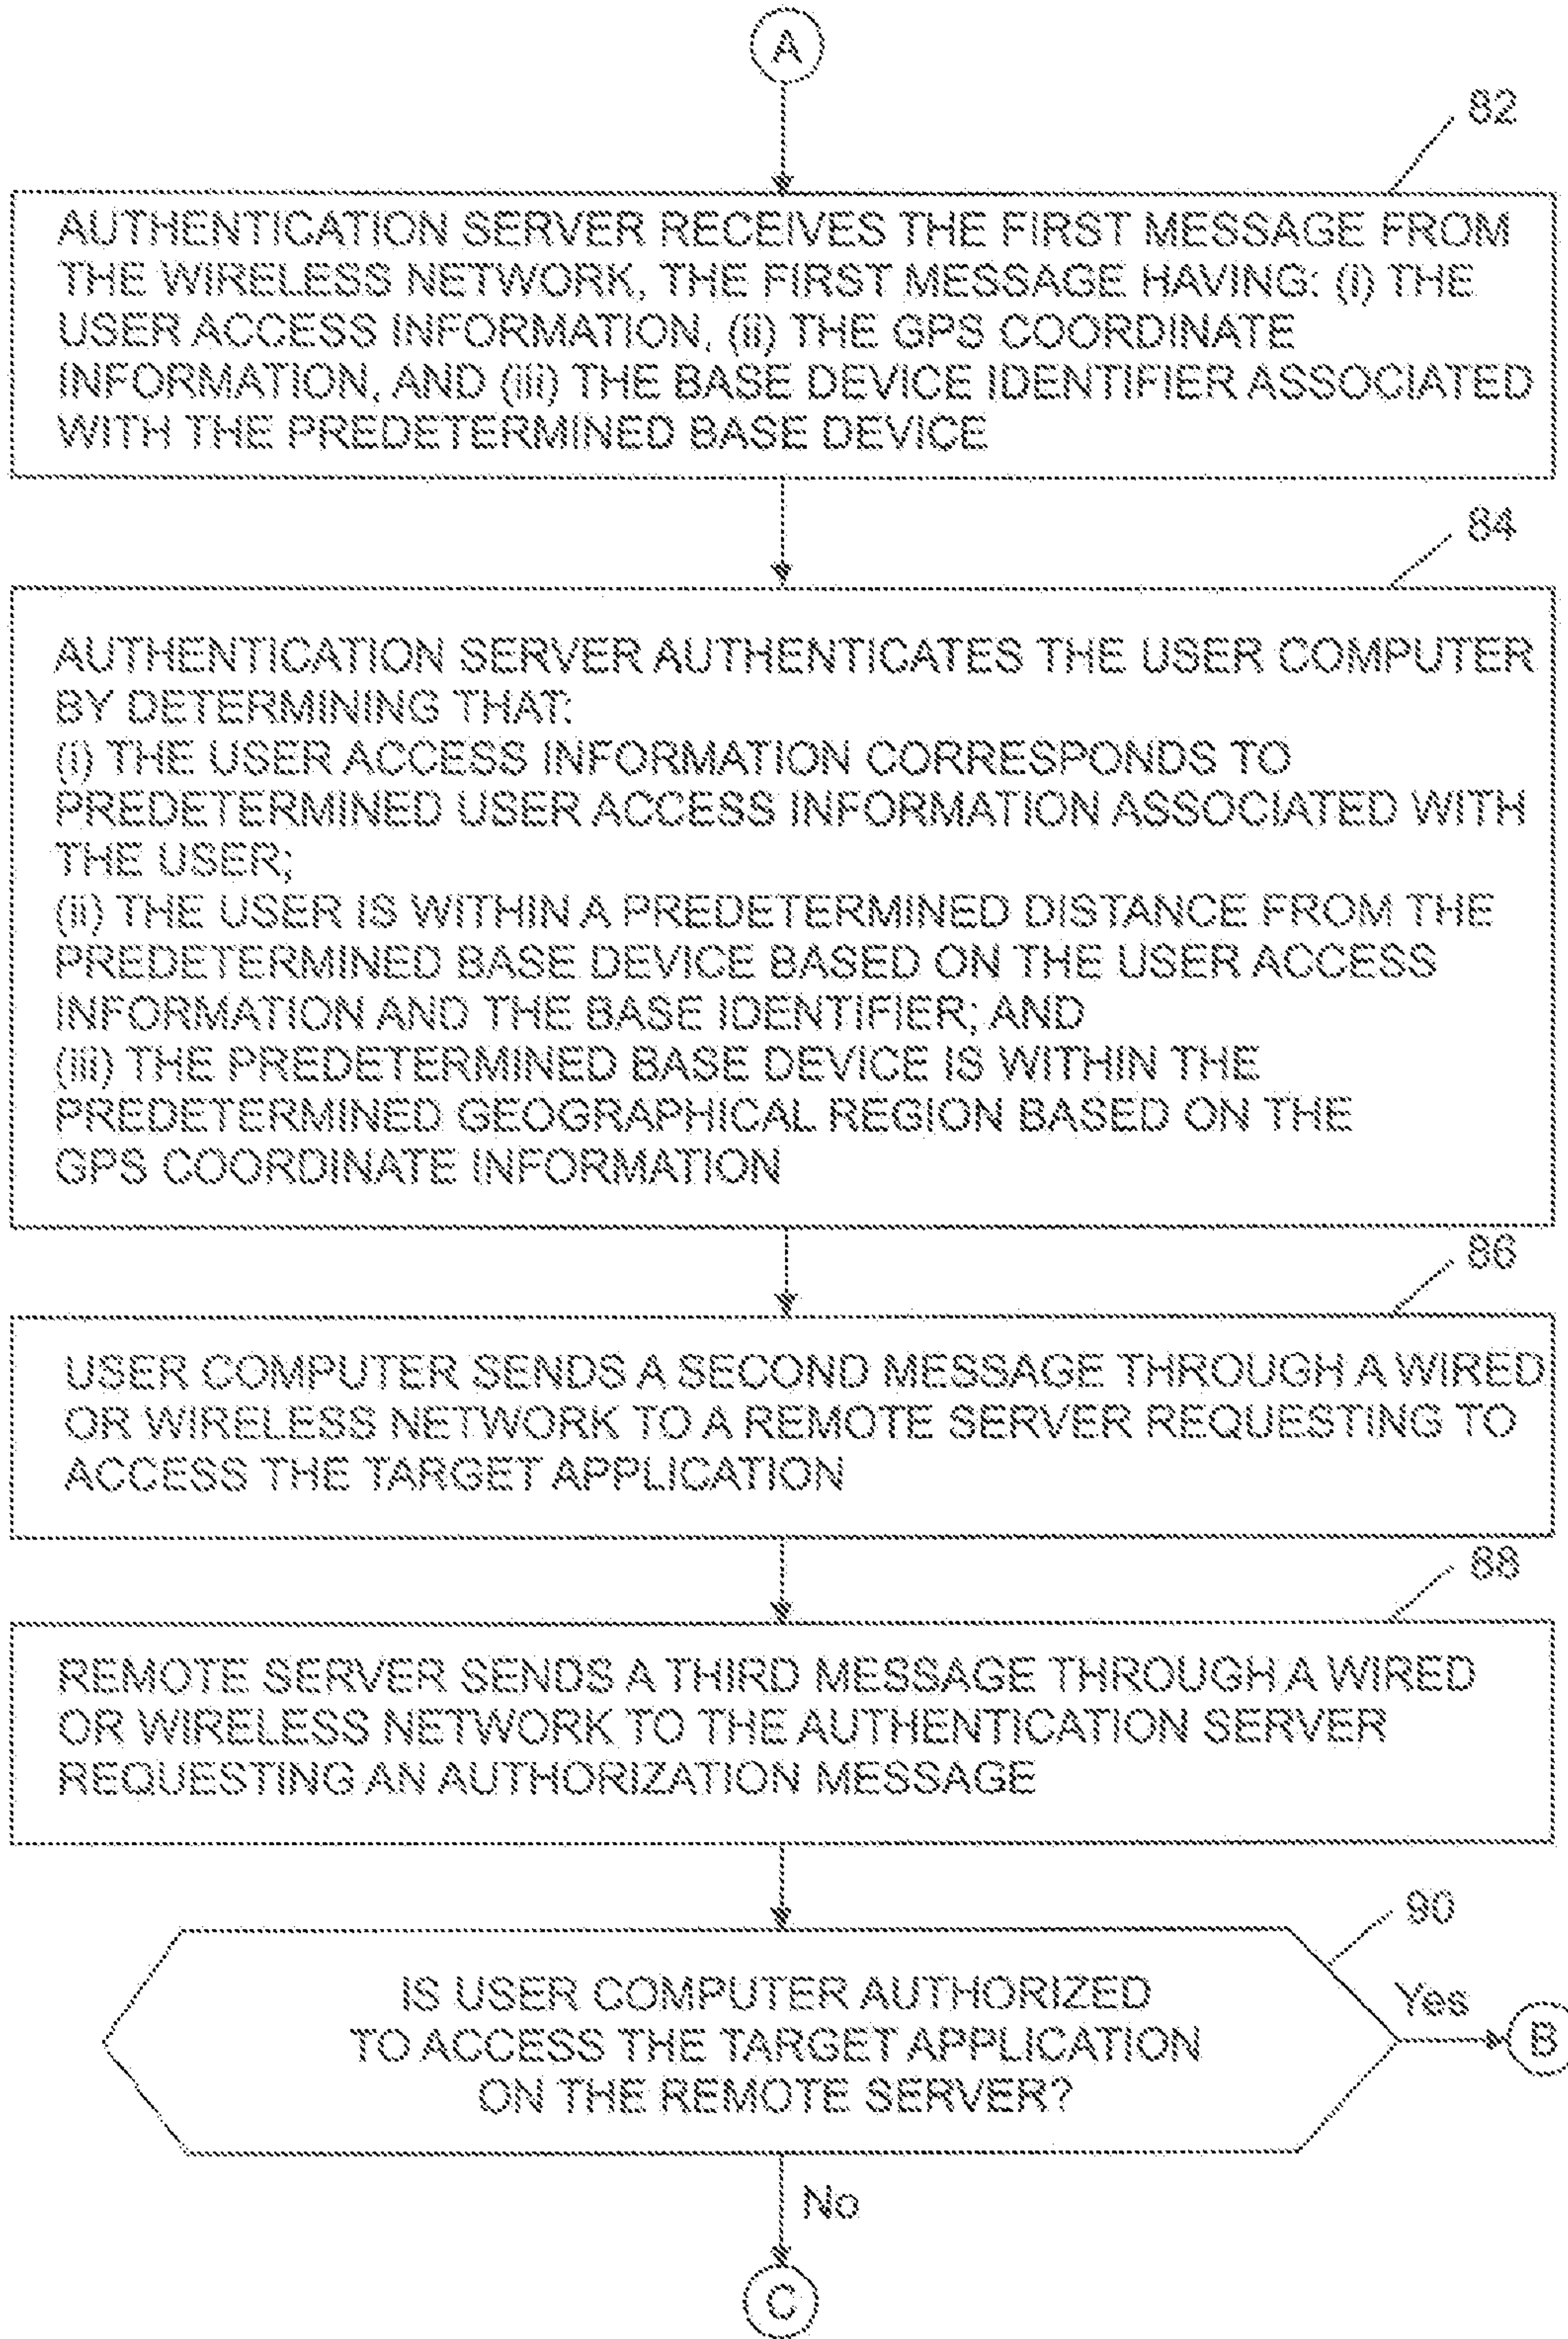 A
82
AUTHENTICATION SERVER RECEIVES THE FIRST MESSAGE FROM
THE WIRELESS NETWORK, THE FIRST MESSAGE HAVING: (i) THE
USER ACCESS INFORMATION, (ii) THE GPS COORDINATE
INFORMATION, AND (iii) THE BASE DEVICE IDENTIFIER ASSOCIATED
WITH THE PREDETERMINED BASE DEVICE
84
AUTHENTICATION SERVER AUTHENTICATES THE USER COMPUTER
BY DETERMINING THAT:
(i) THE USER ACCESS INFORMATION CORRESPONDS TO
PREDETERMINED USER ACCESS INFORMATION ASSOCIATED WITH
THE USER;
(ii) THE USER IS WITHIN A PREDETERMINED DISTANCE FROM THE
PREDETERMINED BASE DEVICE BASED ON THE USER ACCESS
INFORMATION AND THE BASE IDENTIFIER; AND
(iii) THE PREDETERMINED BASE DEVICE IS WITHIN THE
PREDETERMINED GEOGRAPHICAL REGION BASED ON THE
GPS COORDINATE INFORMATION
86
USER COMPUTER SENDS A SECOND MESSAGE THROUGH A WIRED
OR WIRELESS NETWORK TO A REMOTE SERVER REQUESTING TO
ACCESS THE TARGET APPLICATION
88
REMOTE SERVER SENDS A THIRD MESSAGE THROUGH A WIRED
OR WIRELESS NETWORK TO THE AUTHENTICATION SERVER
REQUESTING AN AUTHORIZATION MESSAGE
90
IS USER COMPUTER AUTHORIZED
TO ACCESS THE TARGET APPLICATION
ON THE REMOTE SERVER?
Yes
B
No
C